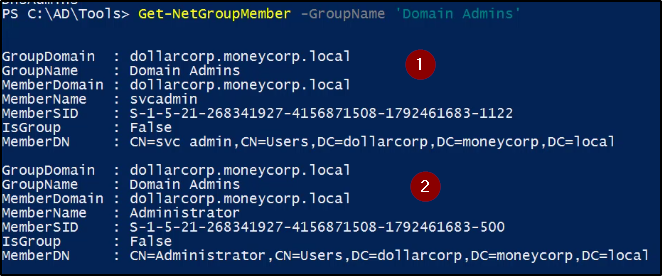 PS C:\AD\Tools> Get-NetGroupMember -GroupName 'Domain Admins'
GroupDomain : dollarcorp.moneycorp.local
GroupName : Domain Admins
MemberDomain : dollarcorp.moneycorp.local
MemberName : svcadmin
MemberSID : S-1-5-21-268341927-4156871508-1792461683-1122
IsGroup : False
MemberDN : CN=svc admin,CN=Users,DC=dollarcorp,DC=moneycorp,DC=local
1
GroupDomain : dollarcorp.moneycorp.local
GroupName : Domain Admins
MemberDomain : dollarcorp.moneycorp.local
MemberName : Administrator
MemberSID : S-1-5-21-268341927-4156871508-1792461683-500
IsGroup : False
MemberDN : CN=Administrator,CN=Users,DC=dollarcorp,DC=moneycorp,DC=local
2